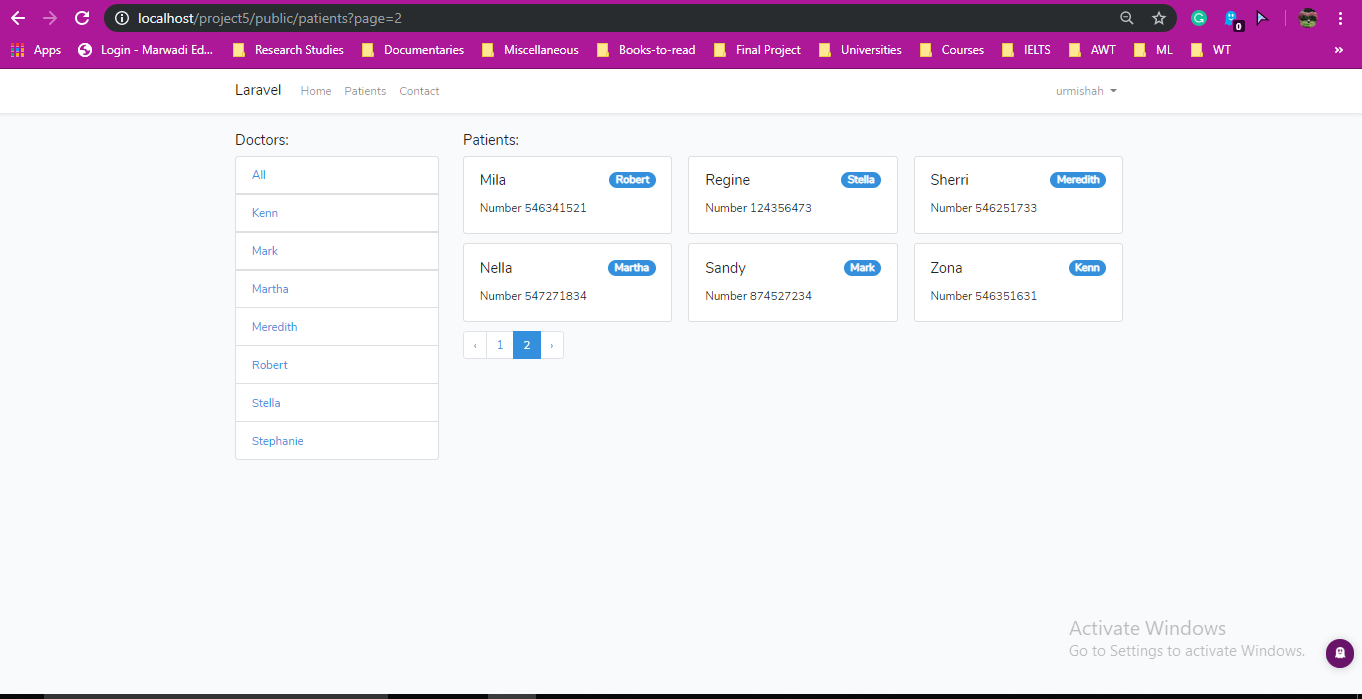 localhost/project5/public/patients?page=2
0
Apps Login - Marwadi Ed... Research Studies Documentaries Miscellaneous Books-to-read Final Project Universities Courses IELTS AWT ML WT »
Laravel Home Patients Contact urmishah
Doctors:
All
Kenn
Mark
Martha
Meredith
Robert
Stella
Stephanie
Patients:
Mila Robert
Number 546341521
Regine Stella
Number 124356473
Sherri Meredith
Number 546251733
Nella Martha
Number 547271834
Sandy Mark
Number 874527234
Zona Kenn
Number 546351631
‹ 1 2 ›
Activate Windows
Go to Settings to activate Windows.